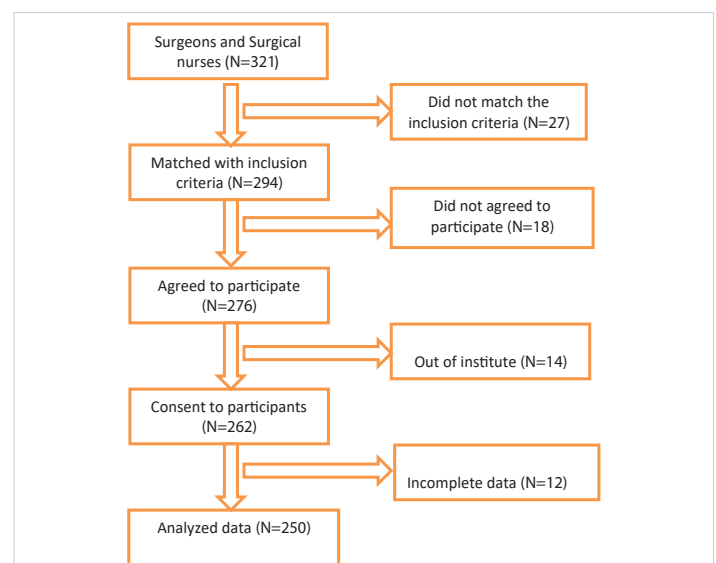 Surgeons and Surgical
nurses (N=321)
Did not match the
inclusion criteria (N=27)
Matched with inclusion
criteria (N=294)
Did not agreed to
participate (N=18)
Agreed to participate
(N=276)
Out of institute (N=14)
Consent to participants
(N=262)
Incomplete data (N=12)
Analyzed data (N=250)